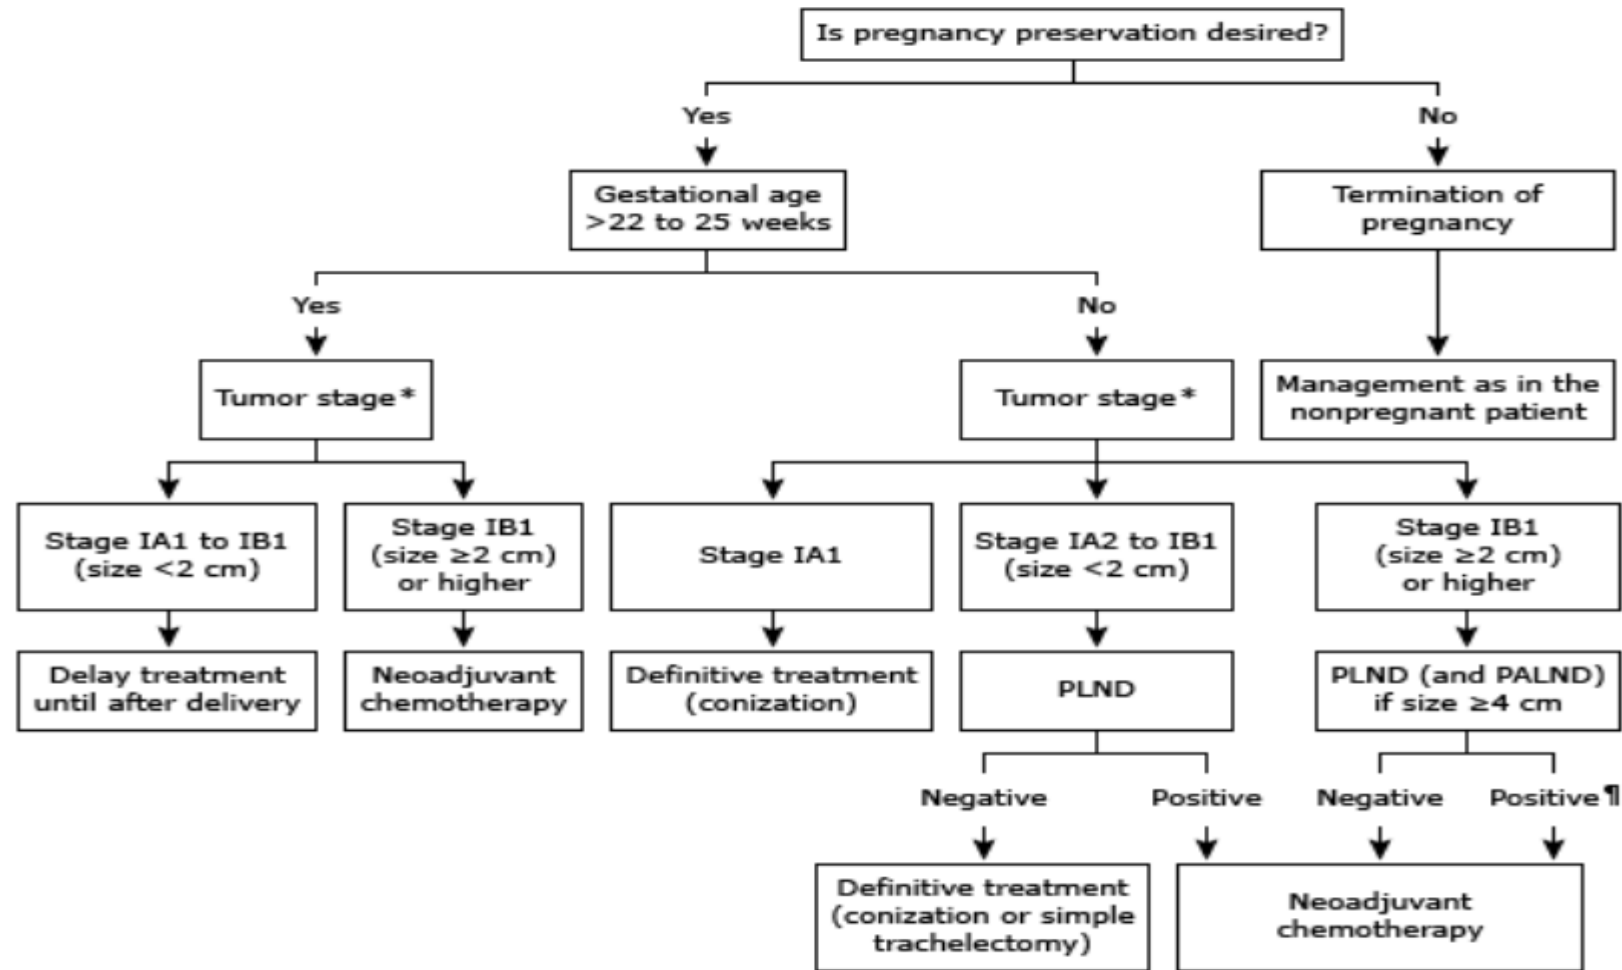 Is pregnancy preservation desired?
Yes
No
Gestational age
>22 to 25 weeks
Termination of
pregnancy
Yes
No
Tumor stage*
Tumor stage*
Management as in the
nonpregnant patient
Stage IA1 to IB1
(size <2 cm)
Stage IB1
(size ≥2 cm)
or higher
Stage IA1
Stage IA2 to IB1
(size <2 cm)
Stage IB1
(size ≥2 cm)
or higher
Delay treatment
until after delivery
Neoadjuvant
chemotherapy
Definitive treatment
(conization)
PLND
PLND (and PALND)
if size ≥4 cm
Negative
Positive
Negative
Positive¶
Definitive treatment
(conization or simple
trachelectomy)
Neoadjuvant
chemotherapy